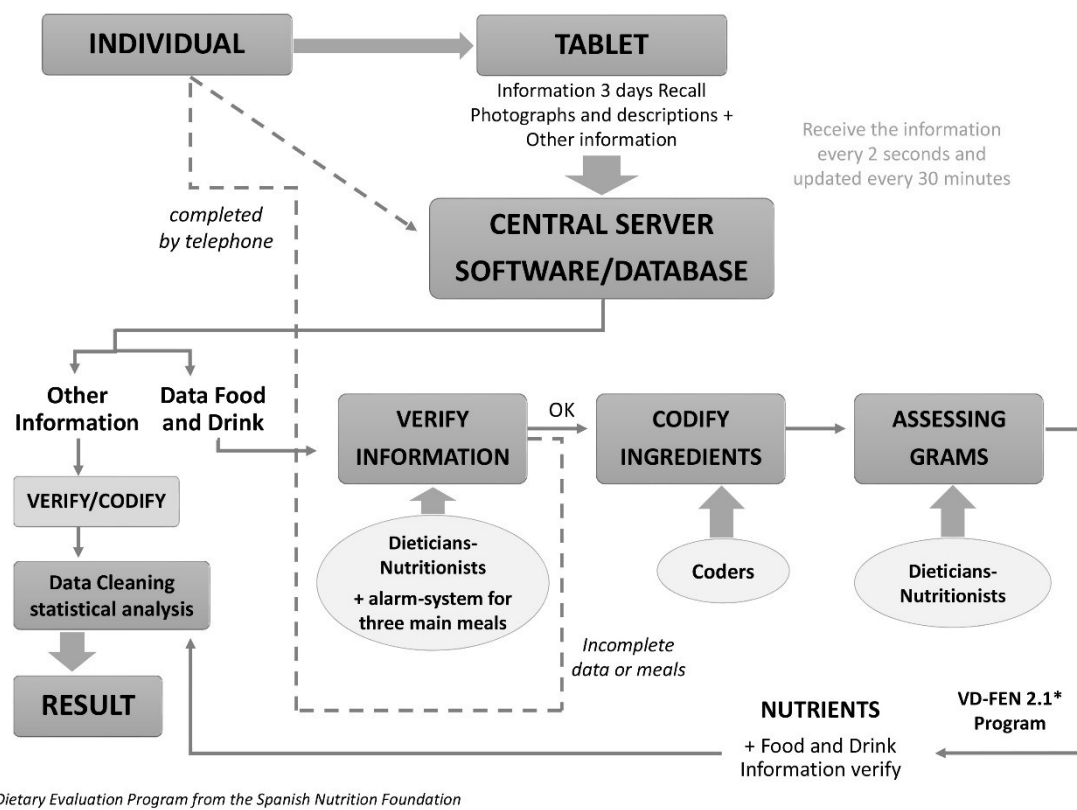 INDIVIDUAL
TABLET
Information 3 days Recall
Photographs and descriptions +
Other information
Receive the information
every 2 seconds and
updated every 30 minutes
completed
by telephone
CENTRAL SERVER
SOFTWARE/DATABASE
Other
Information
Data Food
and Drink
VERIFY
INFORMATION
OK
CODIFY
INGREDIENTS
ASSESSING
GRAMS
VERIFY/CODIFY
Dieticians-
Nutritionists
+ alarm-system for
three main meals
Coders
Dieticians-
Nutritionists
Data Cleaning
statistical analysis
Incomplete
data or meals
RESULT
NUTRIENTS
+ Food and Drink
Information verify
VD-FEN 2.1*
Program
Dietary Evaluation Program from the Spanish Nutrition Foundation